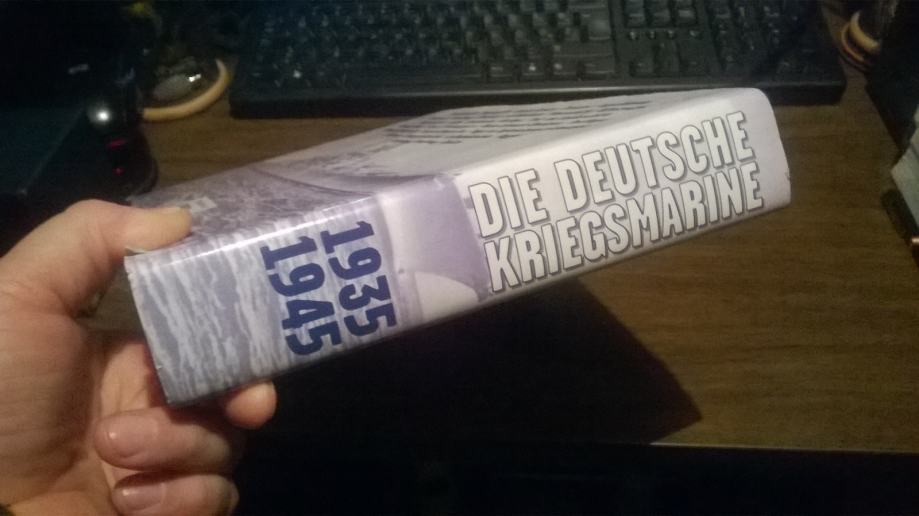 DIE DEUTSCHE
KRIEGSMARINE
1935
1945